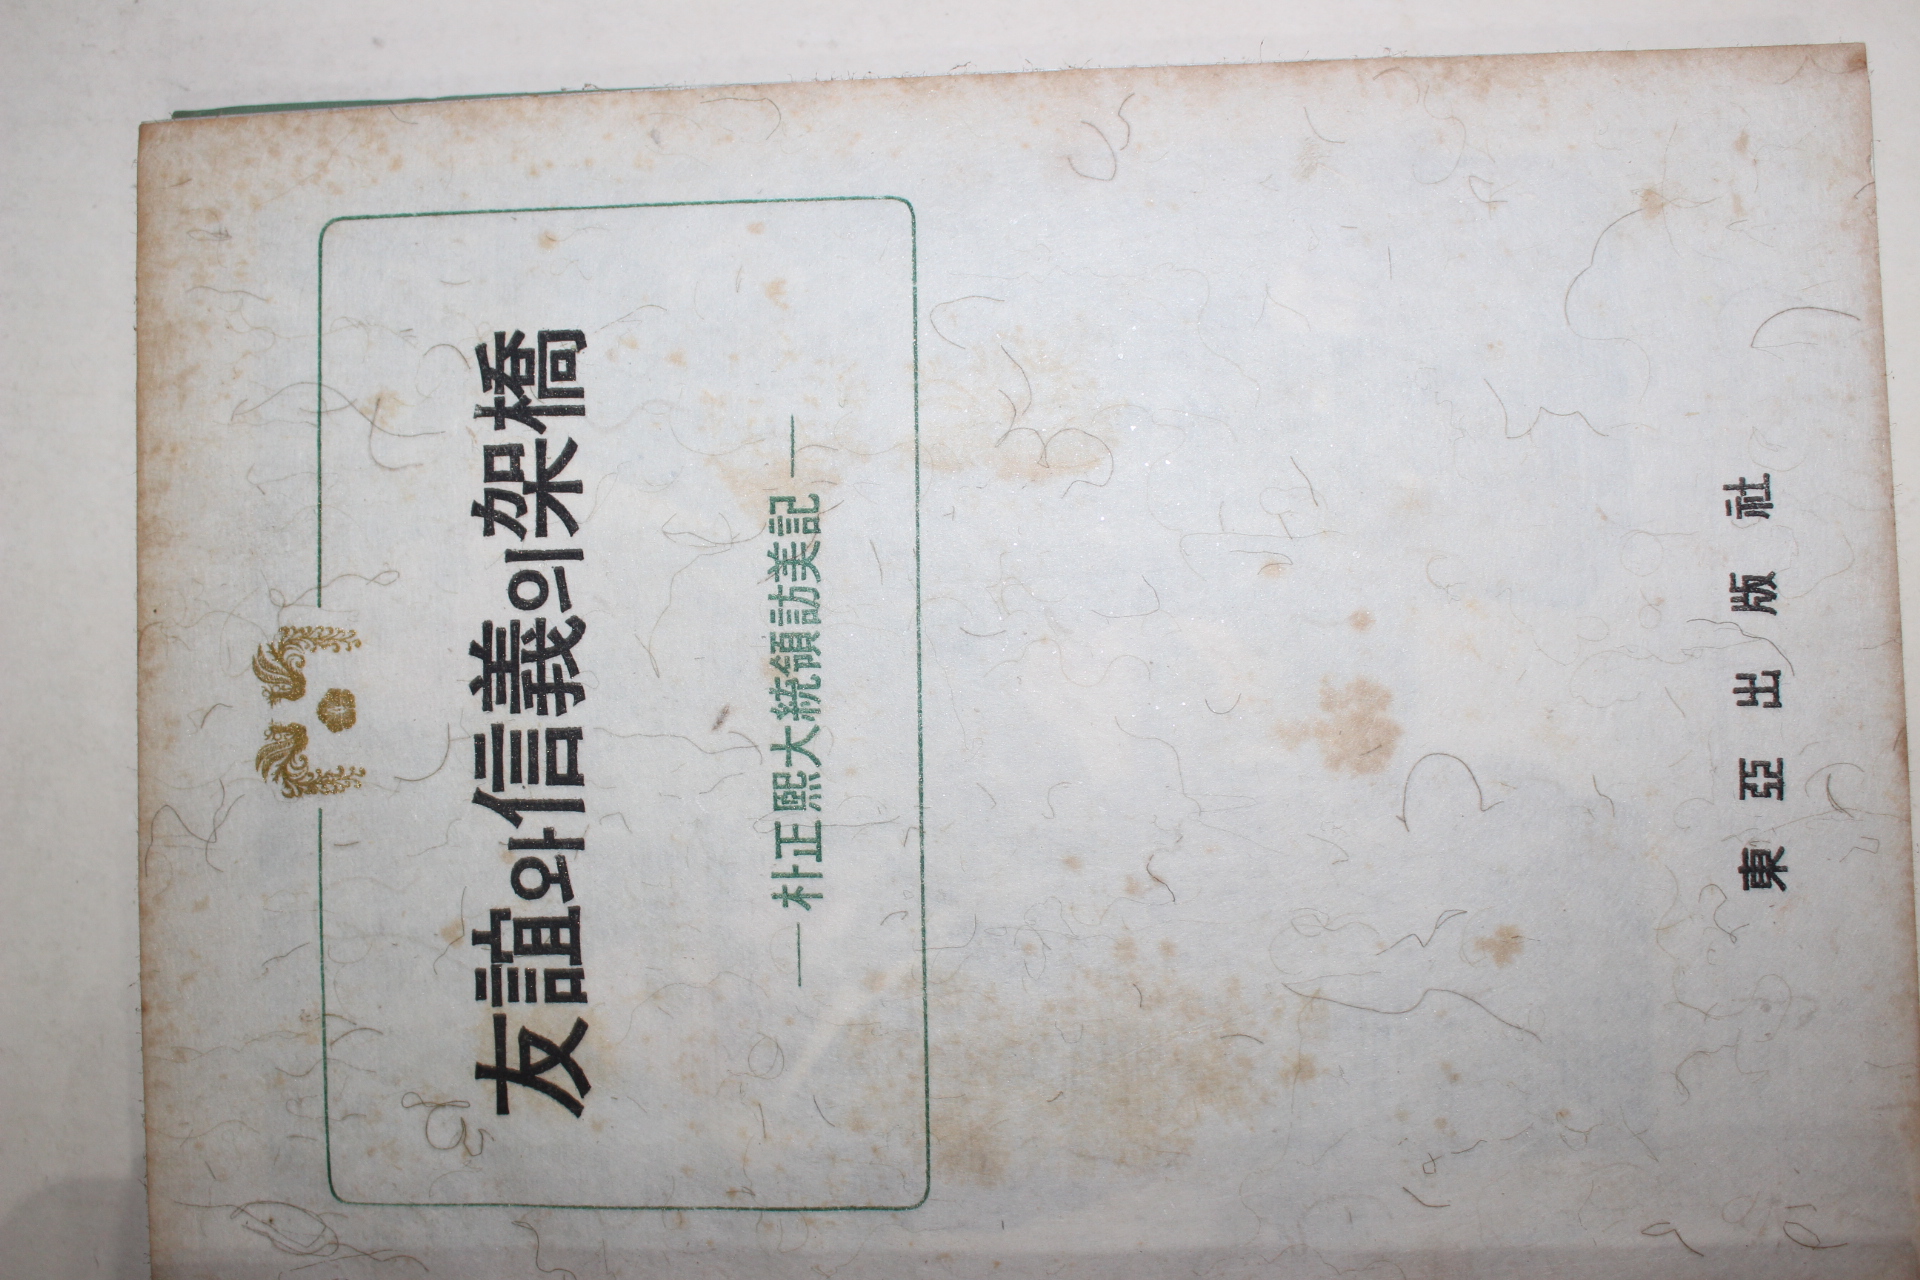 友誼와信義의架橋
—朴正熙大統領訪美記—
東亞出版社